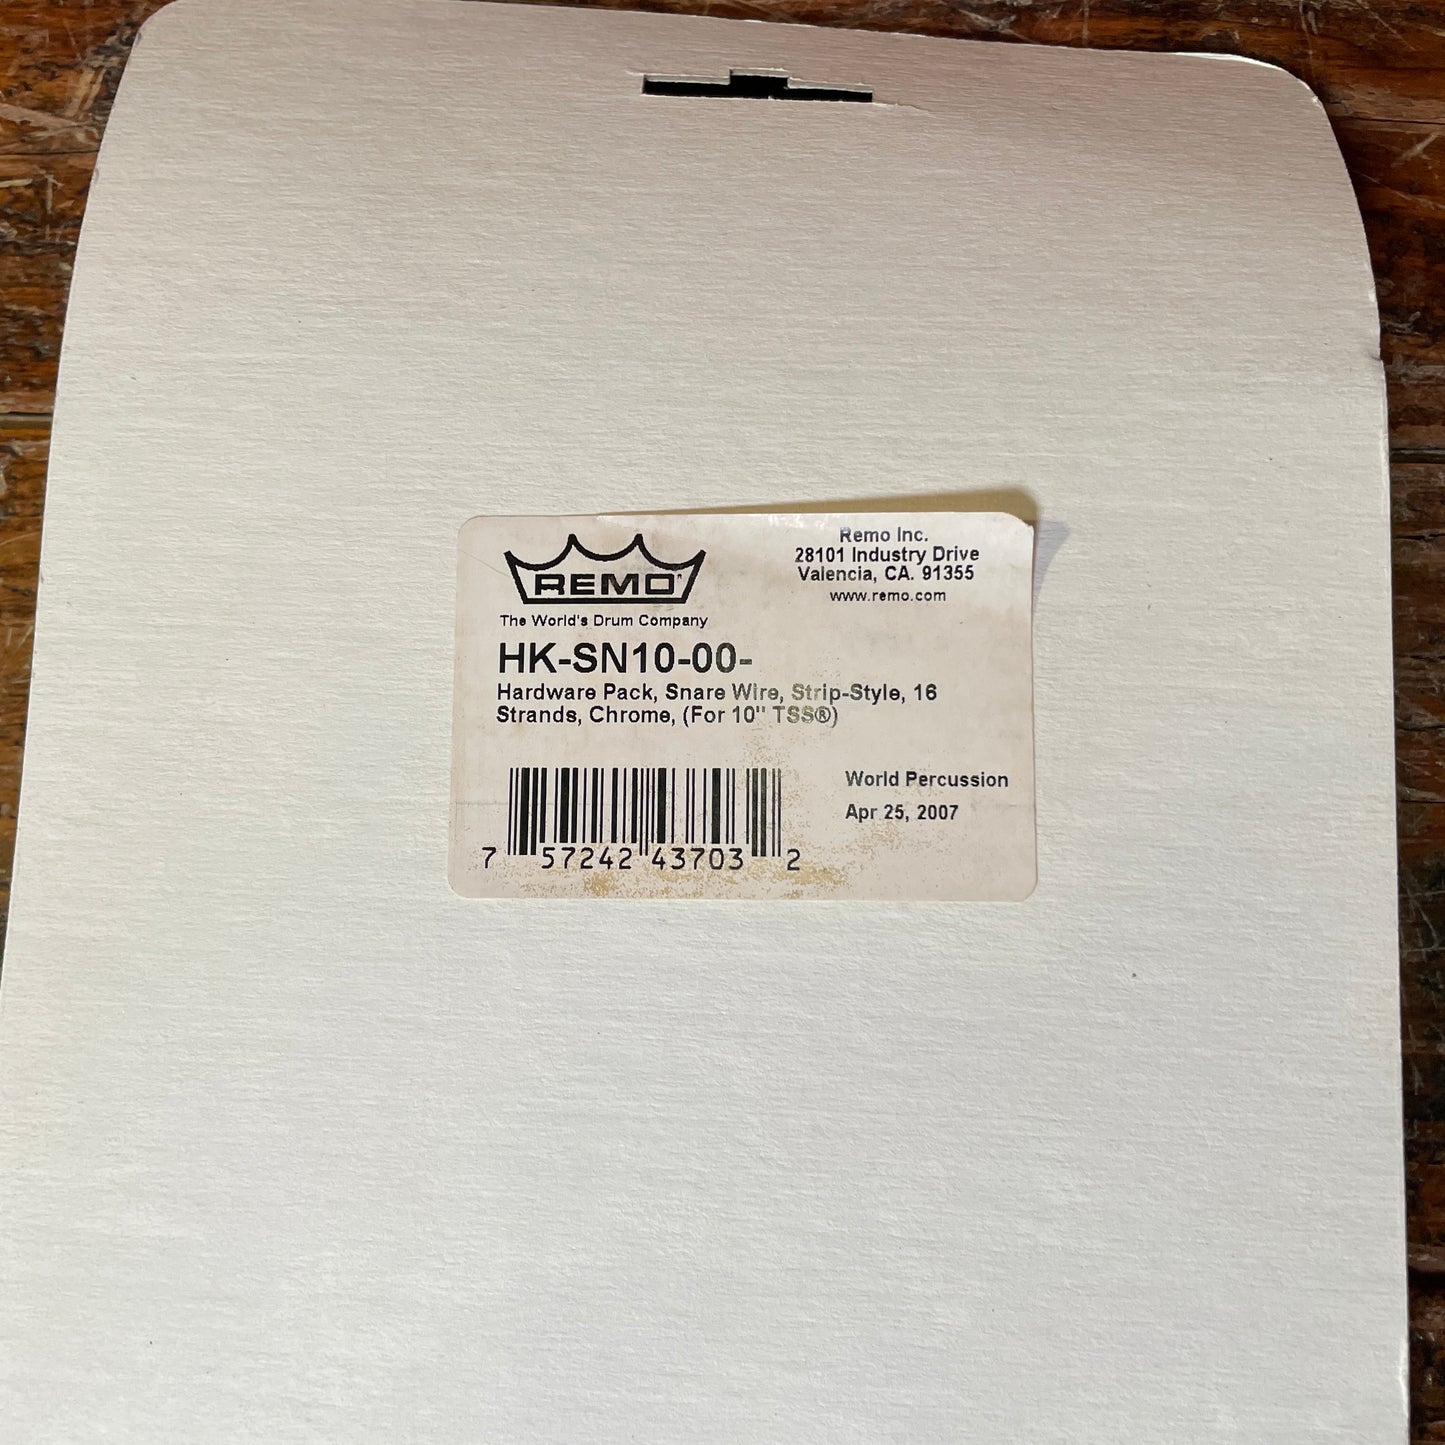 REMO
The World's Drum Company
Remo Inc.
28101 Industry Drive
Valencia, CA. 91355
www.remo.com
HK-SN10-00-
Hardware Pack, Snare Wire, Strip-Style, 16
Strands, Chrome, (For 10" TSS®)
7 57242 43703 2
World Percussion
Apr 25, 2007